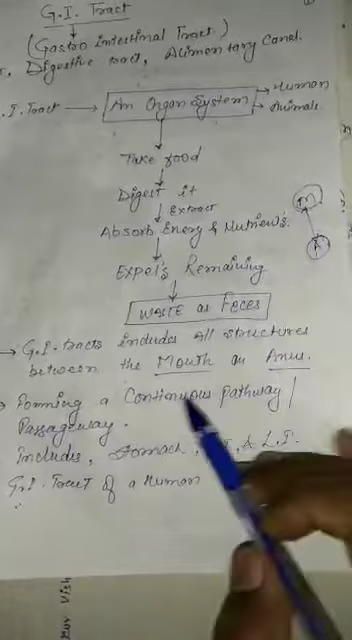 G.I. Tract
(Gastro Intestinal Tract)
Digestive tract, Alimentary Canal.
.I. Tract → An Organ System → Human
→ Animals.
Take food
Digest it
Extract
Absorb Energy & Nutrients.
Expel's Remaining
WASTE as FECES
M
A
→ G.I. tracts includes All structures
between the Mouth an Anus.
→ Forming a Continuous Pathway /
Passageway.
Includes, stomach, & L.I.
G.I. Tract of a Human